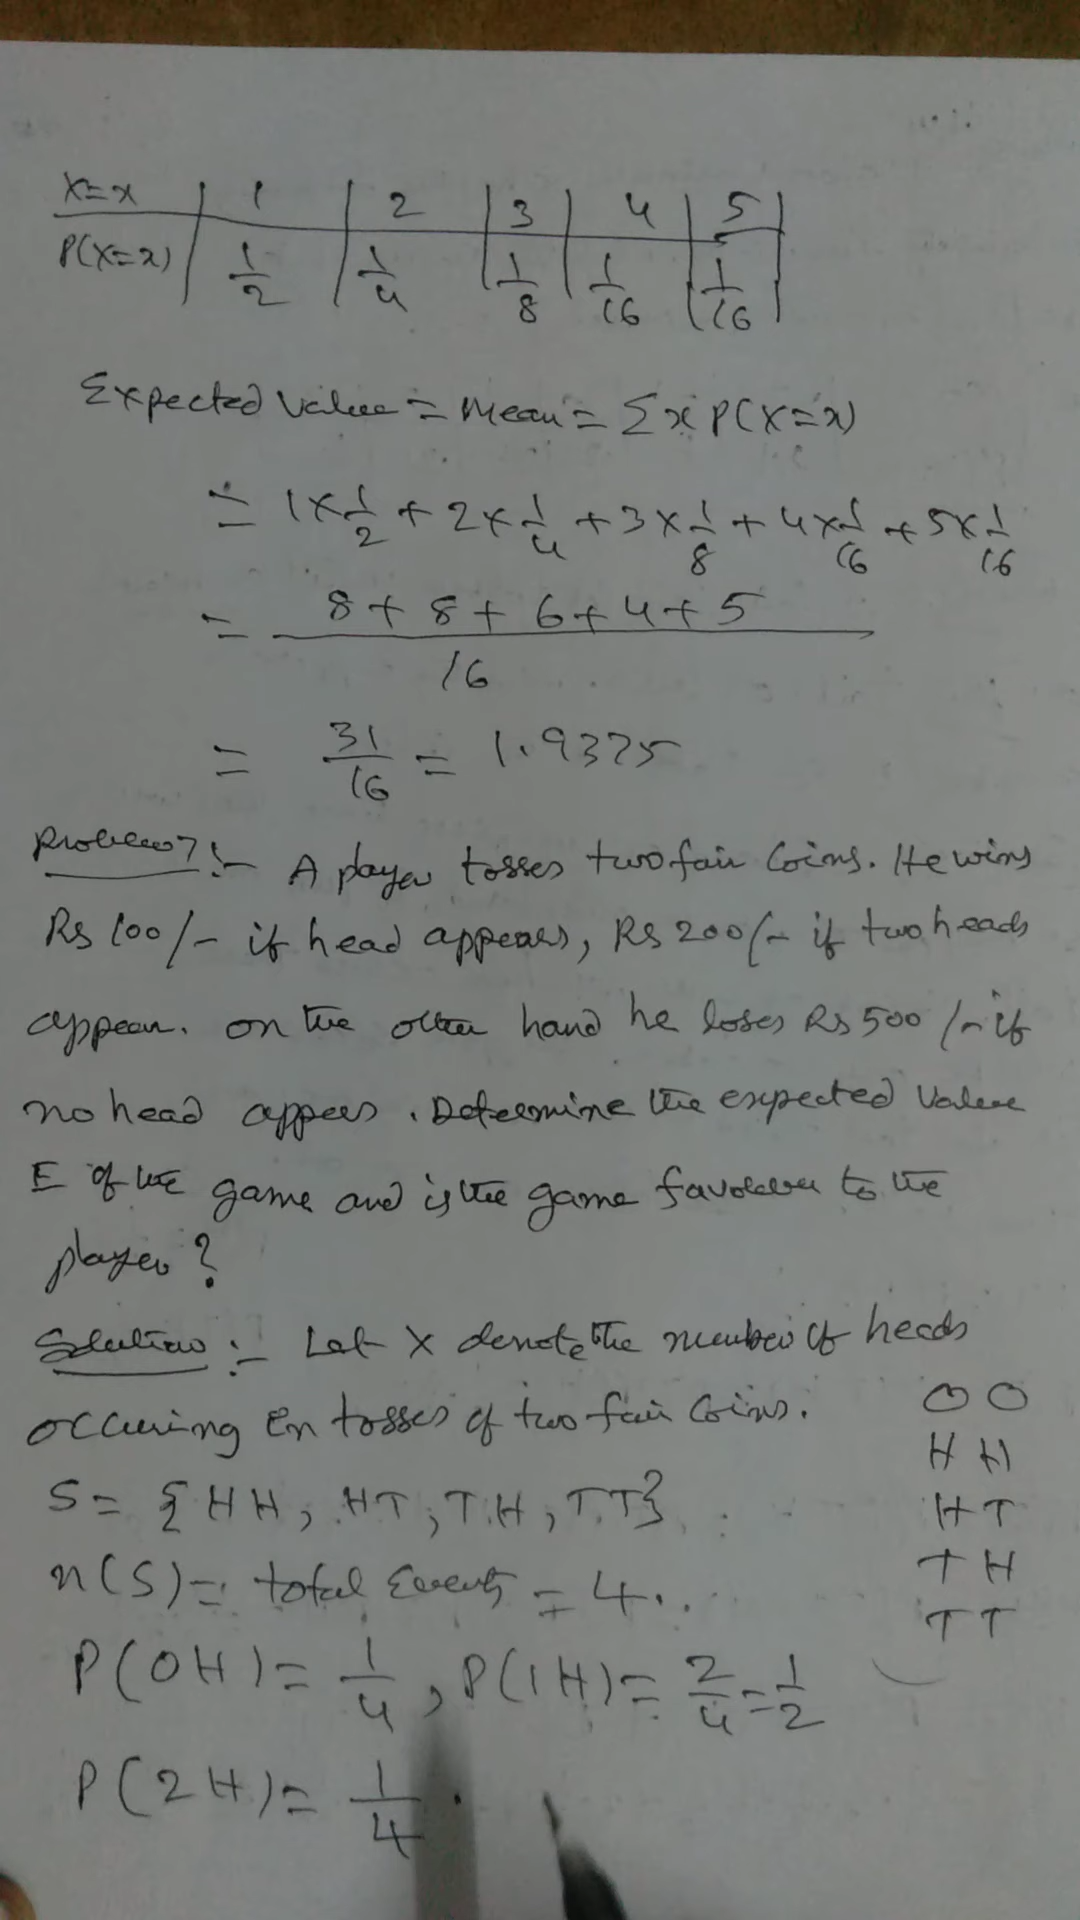 X=x | 1 | 2 | 3 | 4 | 5 |
P(X=x) | 1/2 | 1/4 | 1/8 | 1/16 | 1/16 |
Expected value = Mean = Σ x P(X=x)
= 1×1/2 + 2×1/4 + 3×1/8 + 4×1/16 + 5×1/16
= (8+8+6+4+5)/16
= 31/16 = 1.9375
Problem 7:- A player tosses two fair coins. He wins
Rs 100/- if head appears, Rs 200/- if two heads
appear. on the other hand he loses Rs 500/- if
no head appears. Determine the expected value
E of the game and is the game favourable to the
player?
Solution:- Let X denote the number of heads
occuring in tosses of two fair coins.
O O
H H
S = {HH, HT, TH, TT}
H T
n(S) = total Events = 4.
T H
T T
P(0H) = 1/4, P(1H) = 2/4 = 1/2
P(2H) = 1/4.